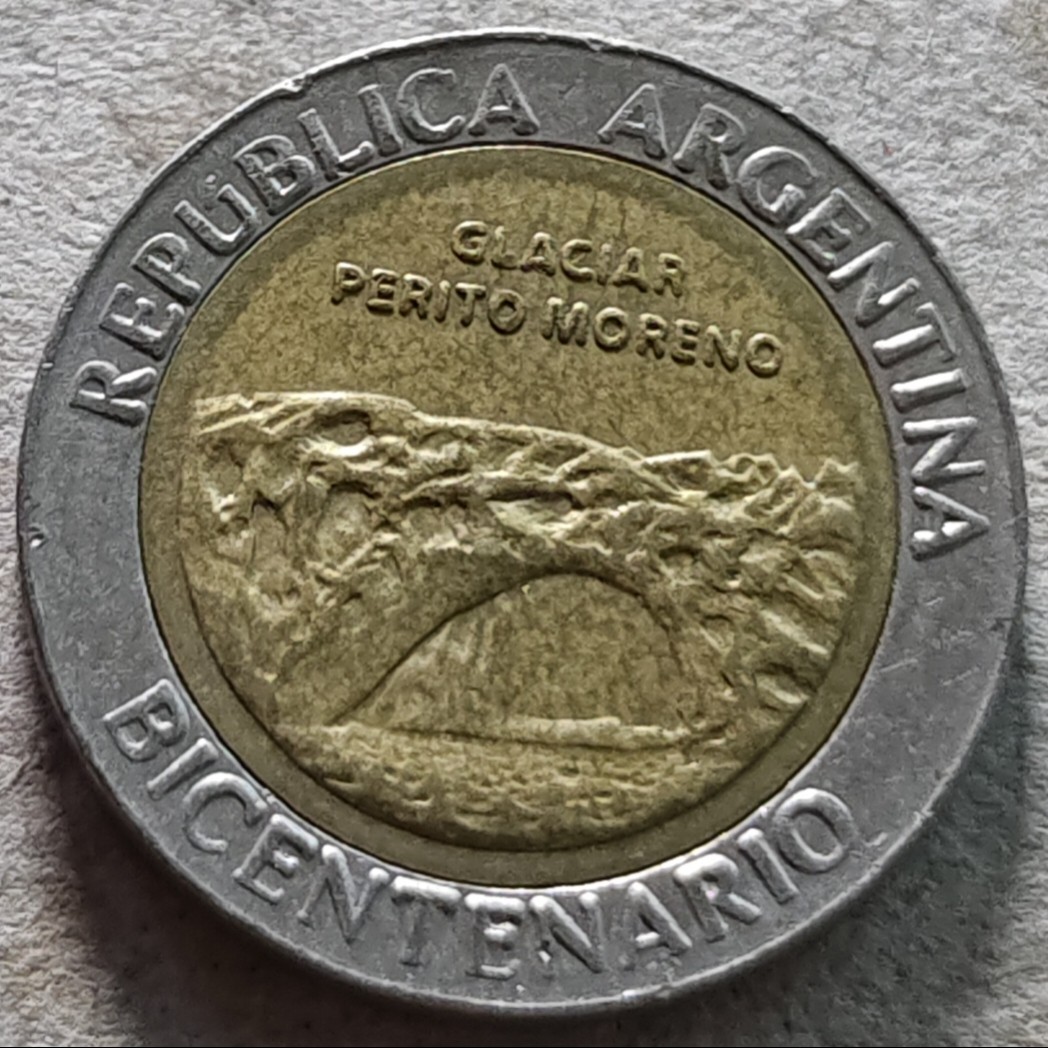 REPÚBLICA ARGENTINA
GLACIAR
PERITO MORENO
BICENTENARIO